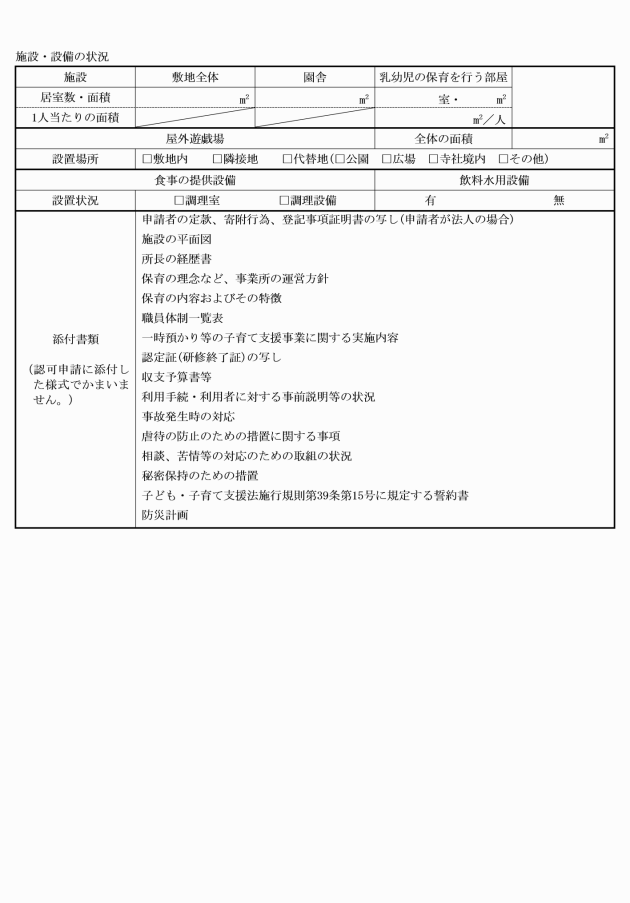 施設・設備の状況
施設 敷地全体 園舎 乳幼児の保育を行う部屋
居室数・面積 ㎡ ㎡ 室・ ㎡
1人当たりの面積 ㎡／人
屋外遊戯場 全体の面積 ㎡
設置場所 □敷地内 □隣接地 □代替地(□公園 □広場 □寺社境内 □その他)
食事の提供設備 飲料水用設備
設置状況 □調理室 □調理設備 有 無
添付書類
(認可申請に添付し
た様式でかまいま
せん。)
申請者の定款、寄附行為、登記事項証明書の写し(申請者が法人の場合)
施設の平面図
所長の経歴書
保育の理念など、事業所の運営方針
保育の内容およびその特徴
職員体制一覧表
一時預かり等の子育て支援事業に関する実施内容
認定証(研修終了証)の写し
収支予算書等
利用手続・利用者に対する事前説明等の状況
事故発生時の対応
虐待の防止のための措置に関する事項
相談、苦情等の対応のための取組の状況
秘密保持のための措置
子ども・子育て支援法施行規則第39条第15号に規定する誓約書
防災計画